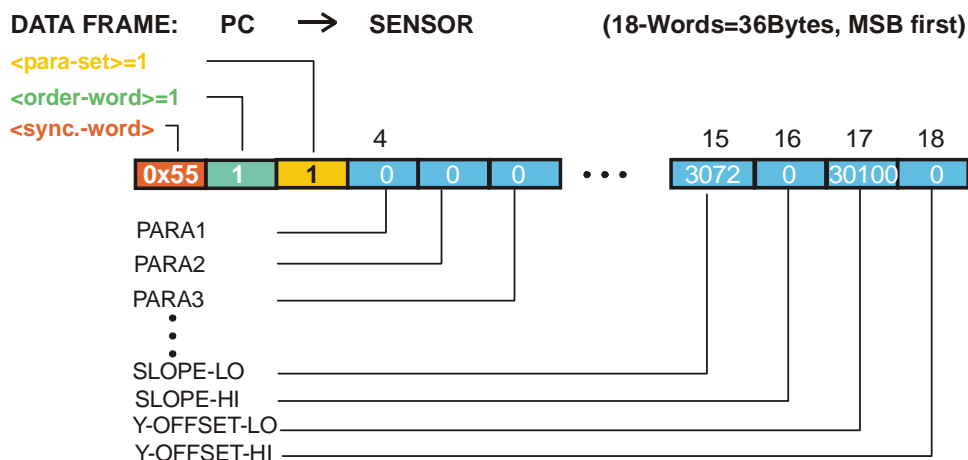 DATA FRAME: PC → SENSOR (18-Words=36Bytes, MSB first)
<para-set>=1
<order-word>=1
<sync.-word>
4 15 16 17 18
0x55 1 1 0 0 0 • • • 3072 0 30100 0
PARA1
PARA2
PARA3
•
•
•
SLOPE-LO
SLOPE-HI
Y-OFFSET-LO
Y-OFFSET-HI